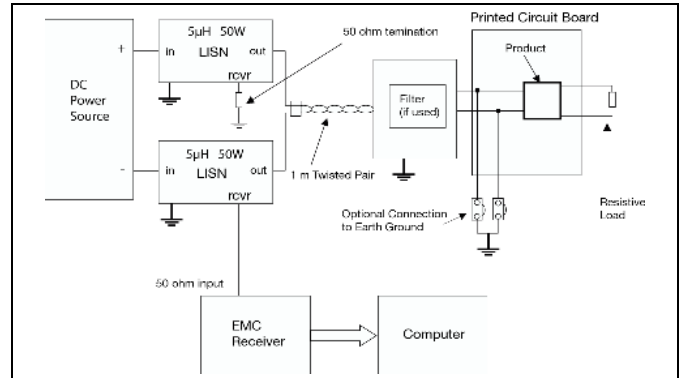 Printed Circuit Board
5µH 50W
in
out
LISN
rcvr
+
50 ohm temination
Product
DC
Power
Source
Filter
(if used)
5µH 50W
-
in
out
LISN
rcvr
1 m Twisted Pair
Optional Connection
to Earth Ground
Resistive
Load
50 ohm input
EMC
Receiver
Computer